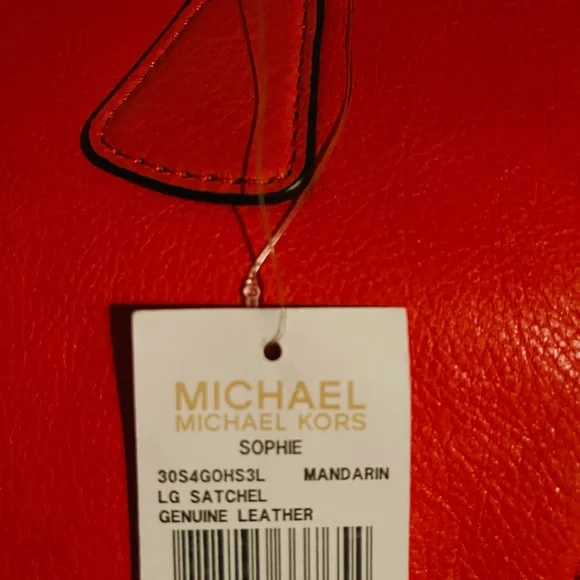 MICHAEL
MICHAEL KORS
SOPHIE
30S4GOHS3L MANDARIN
LG SATCHEL
GENUINE LEATHER